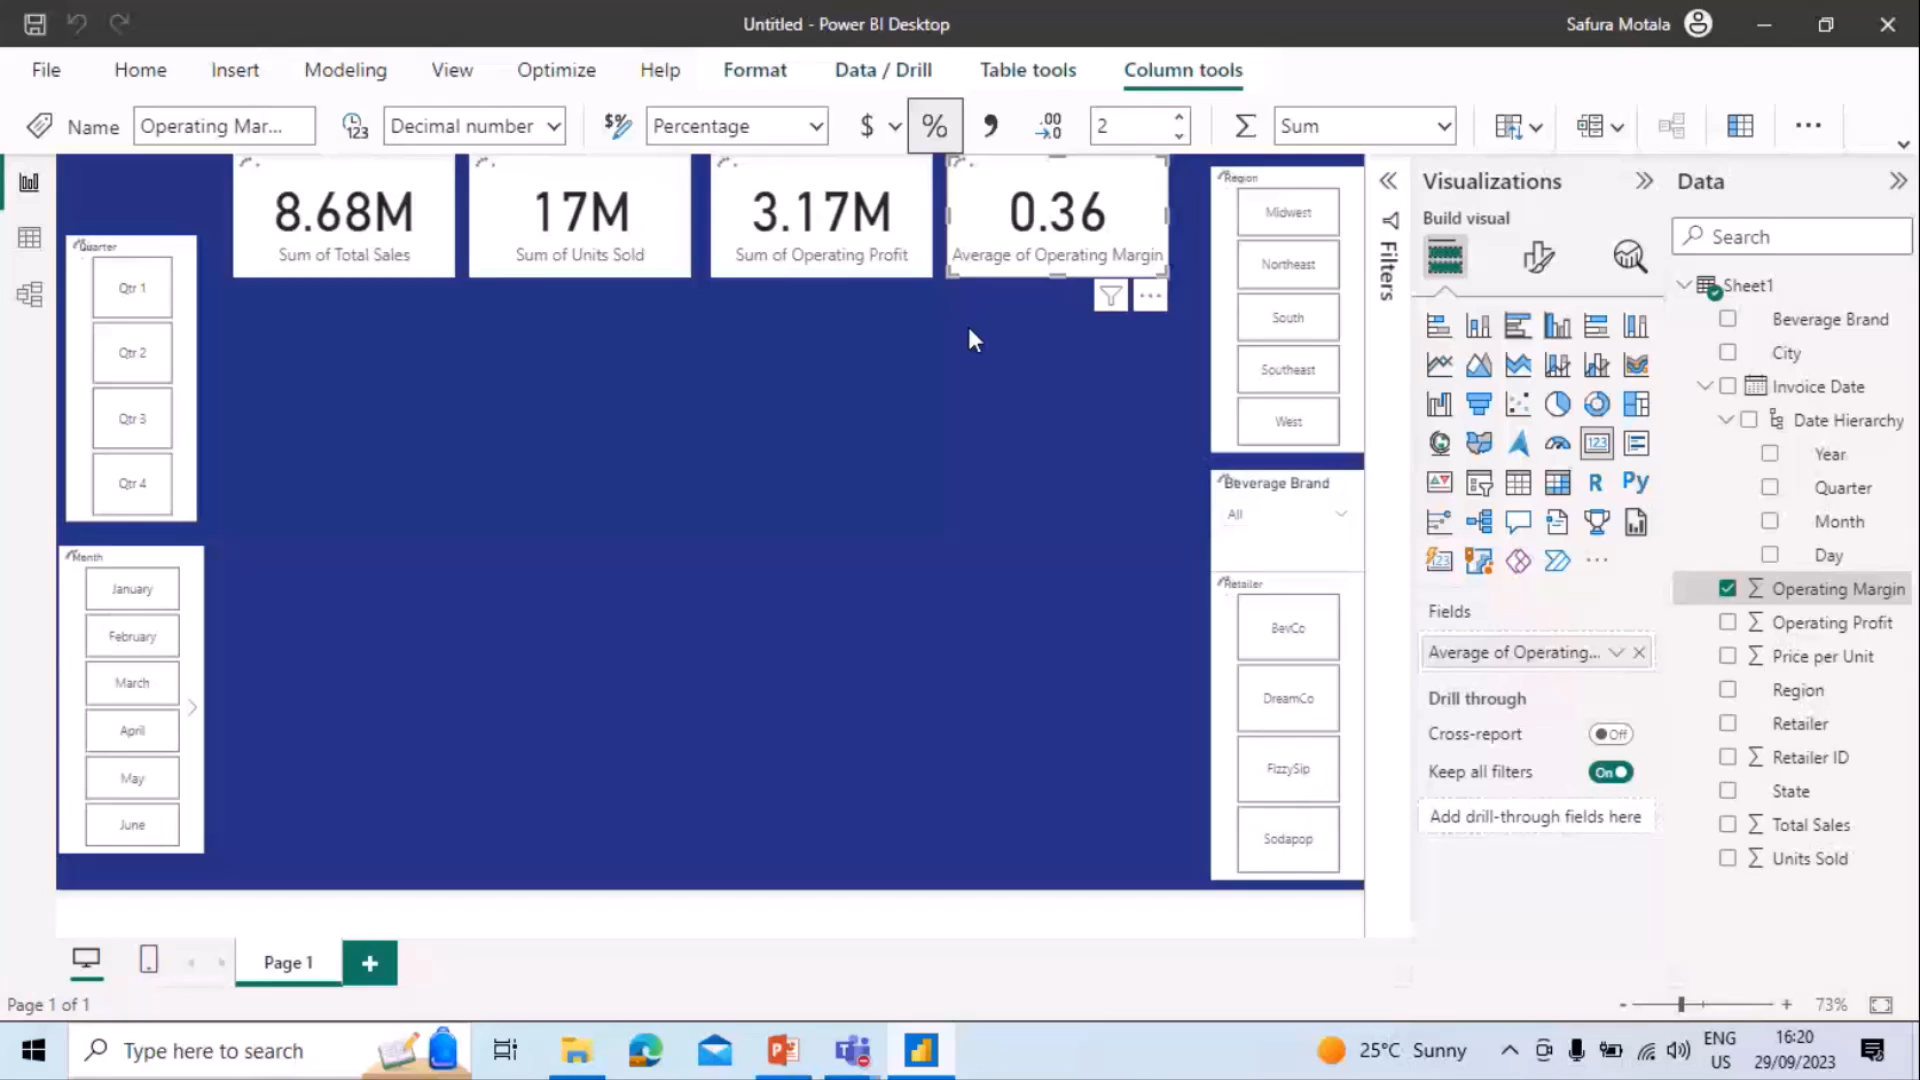 Untitled - Power BI Desktop
Safura Motala
File Home Insert Modeling View Optimize Help Format Data / Drill Table tools Column tools
Name Operating Mar... 123 Decimal number $% Percentage $ % , .00 →0 2 Σ Sum ...
8.68M
Sum of Total Sales
17M
Sum of Units Sold
3.17M
Sum of Operating Profit
0.36
Average of Operating Margin
Quarter
Qtr 1
Qtr 2
Qtr 3
Qtr 4
Month
January
February
March
April
May
June
Region
Midwest
Northeast
South
Southeast
West
Beverage Brand
All
Retailer
BevCo
DreamCo
FizzySip
Sodapop
Filters
Visualizations
Build visual
123
R Py
123
...
Fields
Average of Operating...
Drill through
Cross-report Off
Keep all filters On
Add drill-through fields here
Data
Search
Sheet1
Beverage Brand
City
Invoice Date
Date Hierarchy
Year
Quarter
Month
Day
Σ Operating Margin
Σ Operating Profit
Σ Price per Unit
Region
Retailer
Σ Retailer ID
State
Σ Total Sales
Σ Units Sold
Page 1 +
Page 1 of 1
- + 73%
Type here to search
25°C Sunny
ENG
US
16:20
29/09/2023